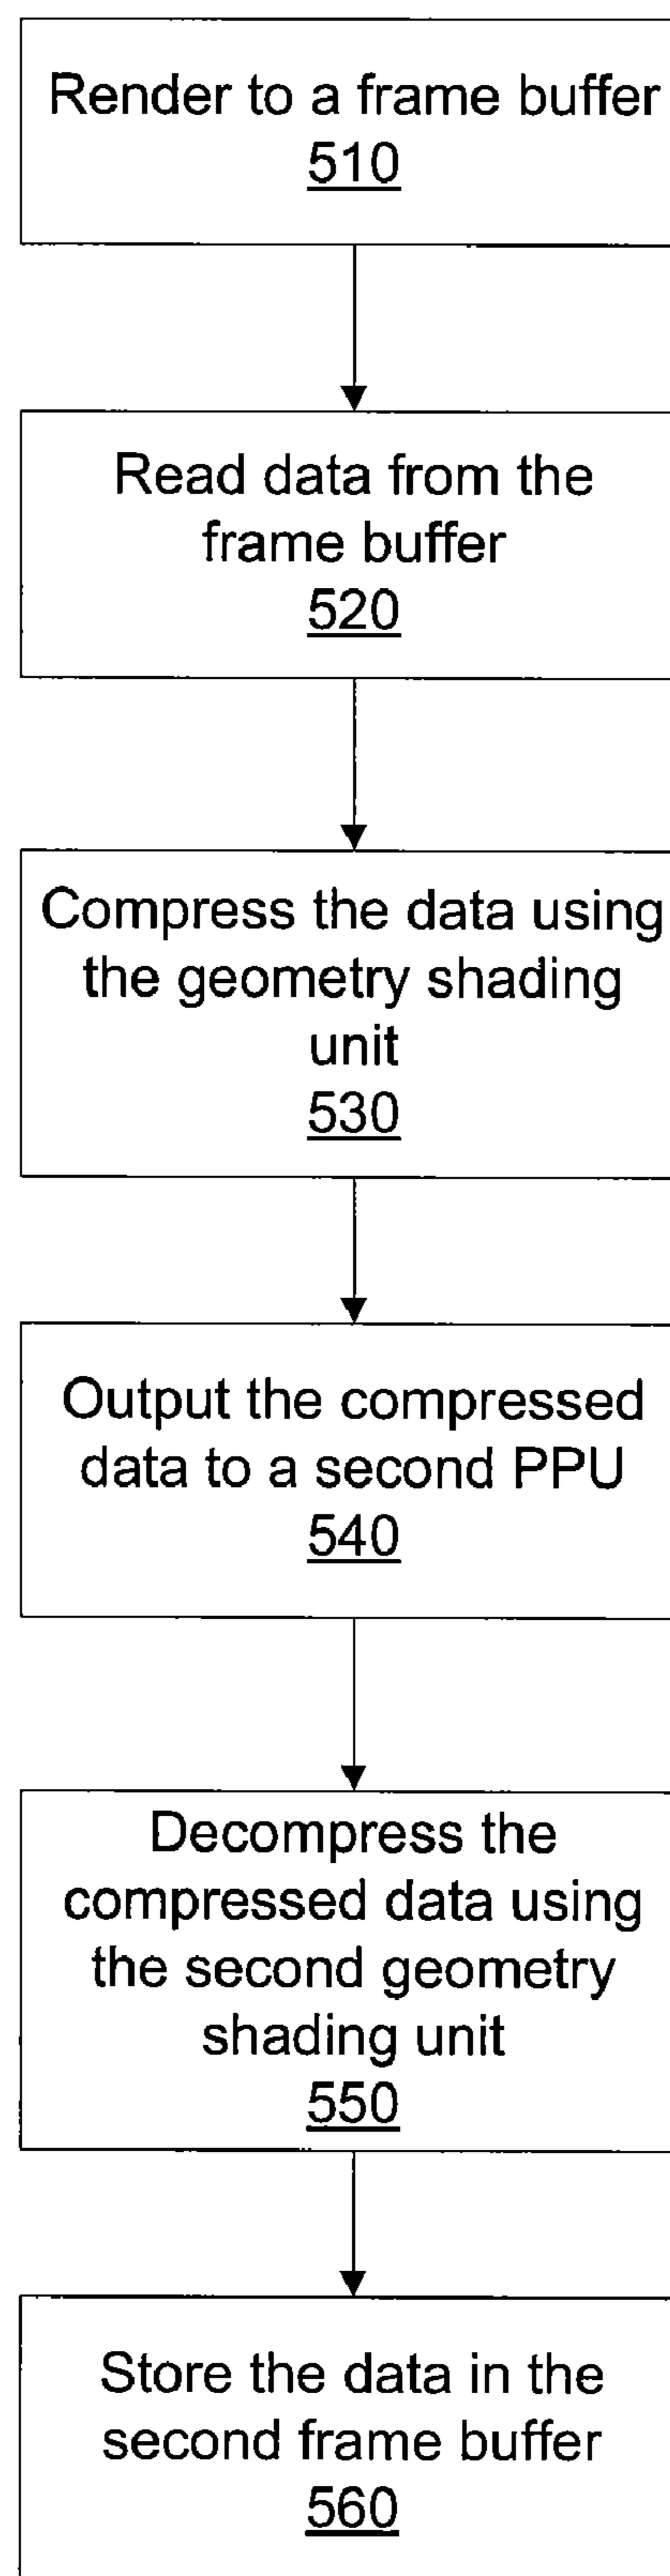 Render to a frame buffer
510
Read data from the
frame buffer
520
Compress the data using
the geometry shading
unit
530
Output the compressed
data to a second PPU
540
Decompress the
compressed data using
the second geometry
shading unit
550
Store the data in the
second frame buffer
560